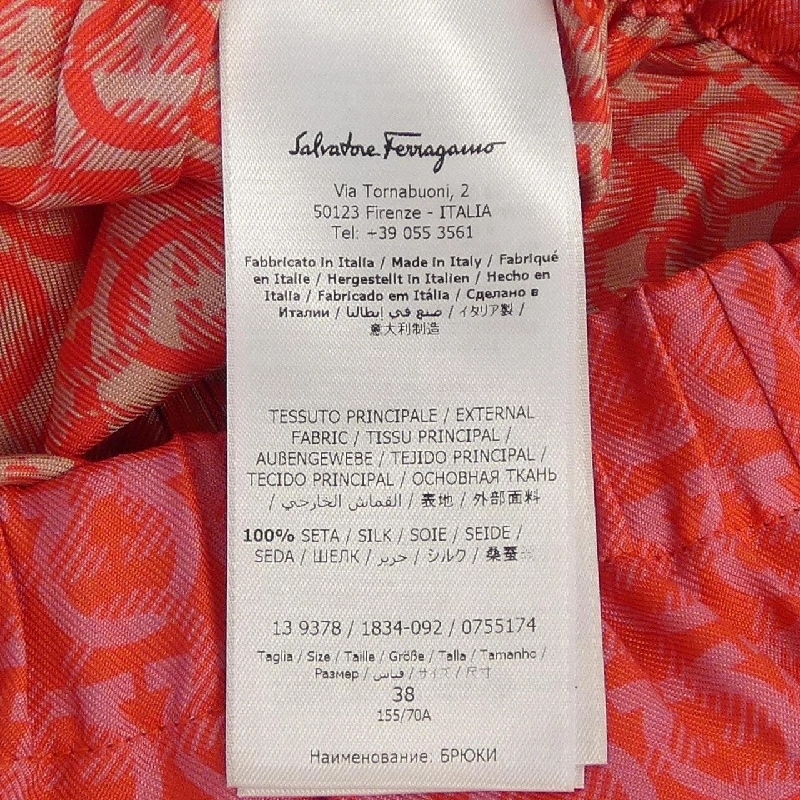 Salvatore Ferragamo
Via Tornabuoni, 2
50123 Firenze - ITALIA
Tel: +39 055 3561
Fabbricato in Italia / Made in Italy / Fabriqué
en Italie / Hergestellt in Italien / Hecho en
Italia / Fabricado em Itália / Сделано в
Италии / صنع في إيطاليا / イタリア製 /
意大利制造
TESSUTO PRINCIPALE / EXTERNAL
FABRIC / TISSU PRINCIPAL /
AUßENGEWEBE / TEJIDO PRINCIPAL /
TECIDO PRINCIPAL / ОСНОВНАЯ ТКАНЬ
/ القماش الخارجي / 表地 / 外部面料
100% SETA / SILK / SOIE / SEIDE /
SEDA / ШЕЛК / حرير / シルク / 桑蚕
13 9378 / 1834-092 / 0755174
Taglia / Size / Taille / Größe / Talla / Tamanho /
Размер / قياس / サイズ / 尺寸
38
155/70A
Наименование: БРЮКИ